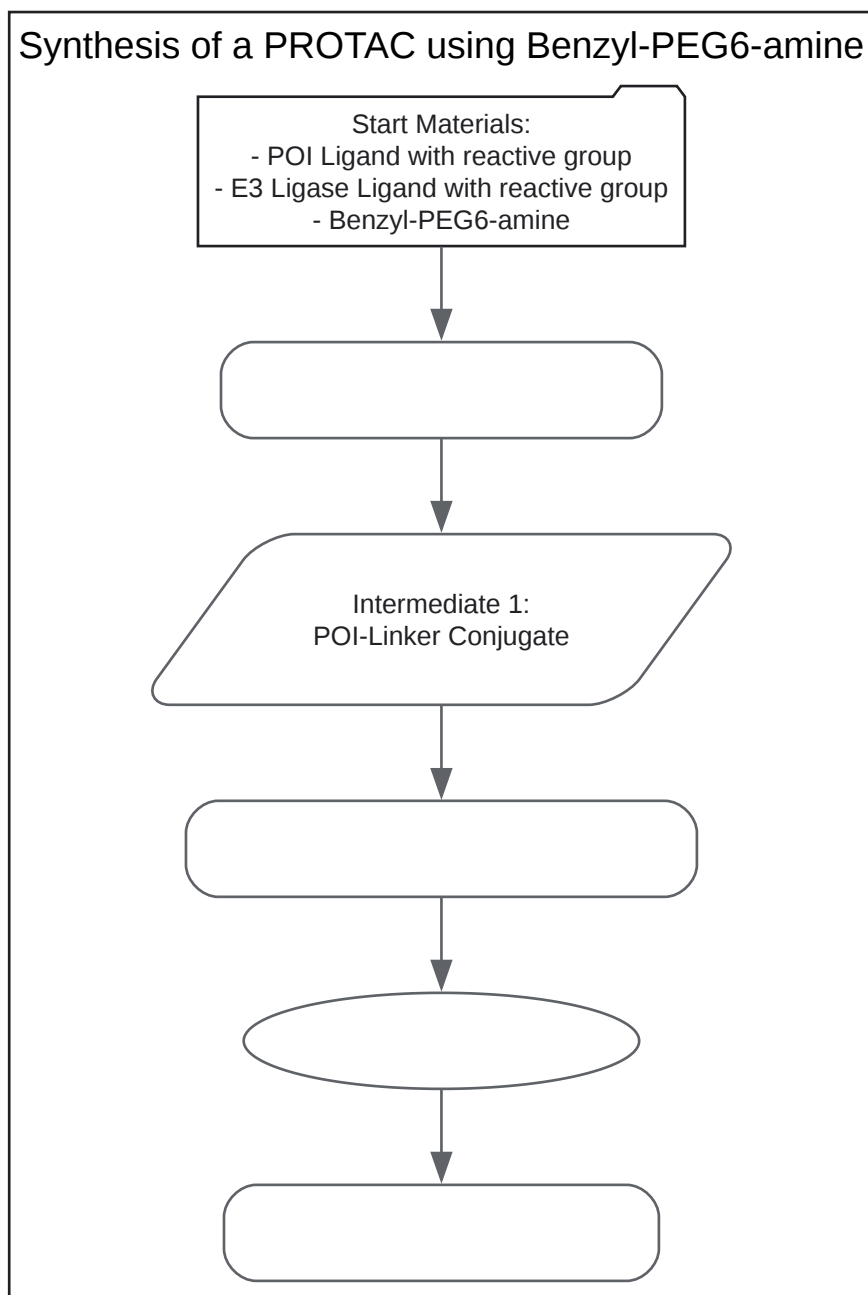 Synthesis of a PROTAC using Benzyl-PEG6-amine
Start Materials:
- POI Ligand with reactive group
- E3 Ligase Ligand with reactive group
- Benzyl-PEG6-amine
Intermediate 1:
POI-Linker Conjugate